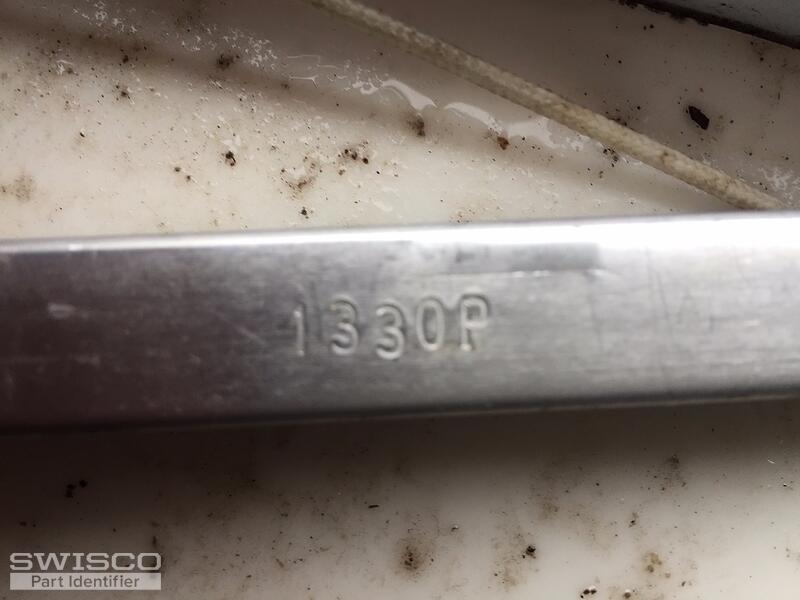 1330P
SWISCO
Part Identifier